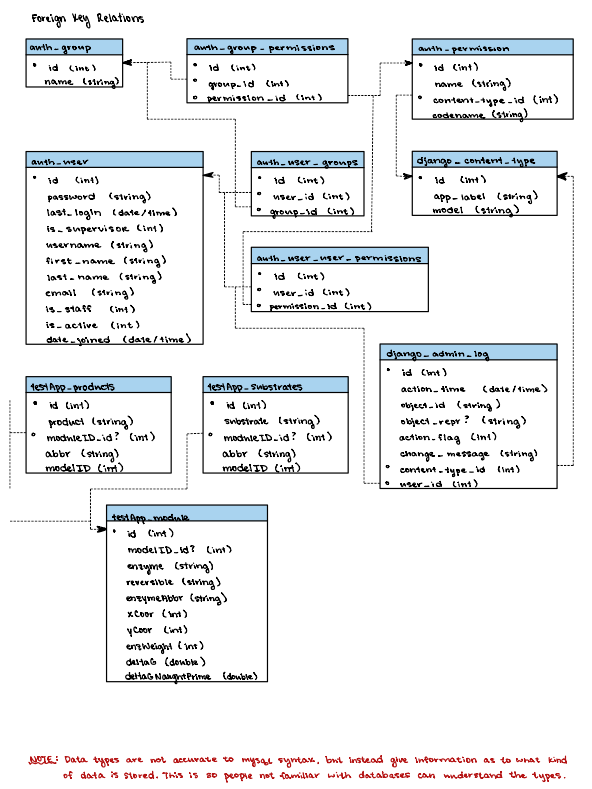 Foreign Key Relations
auth_group
id (int)
name (string)
auth_group_permissions
id (int)
group_id (int)
permission_id (int)
auth_permission
id (int)
name (string)
content_type_id (int)
codename (string)
auth_user
id (int)
password (string)
last_login (date/time)
is_supervisor (int)
username (string)
first_name (string)
last_name (string)
email (string)
is_staff (int)
is_active (int)
date_joined (date/time)
auth_user_groups
id (int)
user_id (int)
group_id (int)
django_content_type
id (int)
app_label (string)
model (string)
auth_user_user_permissions
id (int)
user_id (int)
permission_id (int)
django_admin_log
id (int)
action_time (date/time)
object_id (string)
object_repr? (string)
action_flag (int)
change_message (string)
content_type_id (int)
user_id (int)
testApp_products
id (int)
product (string)
moduleID_id? (int)
abbr (string)
modelID (int)
testApp_substrates
id (int)
substrate (string)
moduleID_id? (int)
abbr (string)
modelID (int)
testApp_module
id (int)
modelID_id? (int)
enzyme (string)
reversible (string)
enzymeAbbr (string)
xCoor (int)
yCoor (int)
enzWeight (int)
deltaG (double)
deltaGNaughtPrime (double)
NOTE: Data types are not accurate to mysql syntax, but instead give information as to what kind
of data is stored. This is so people not familiar with databases can understand the types.